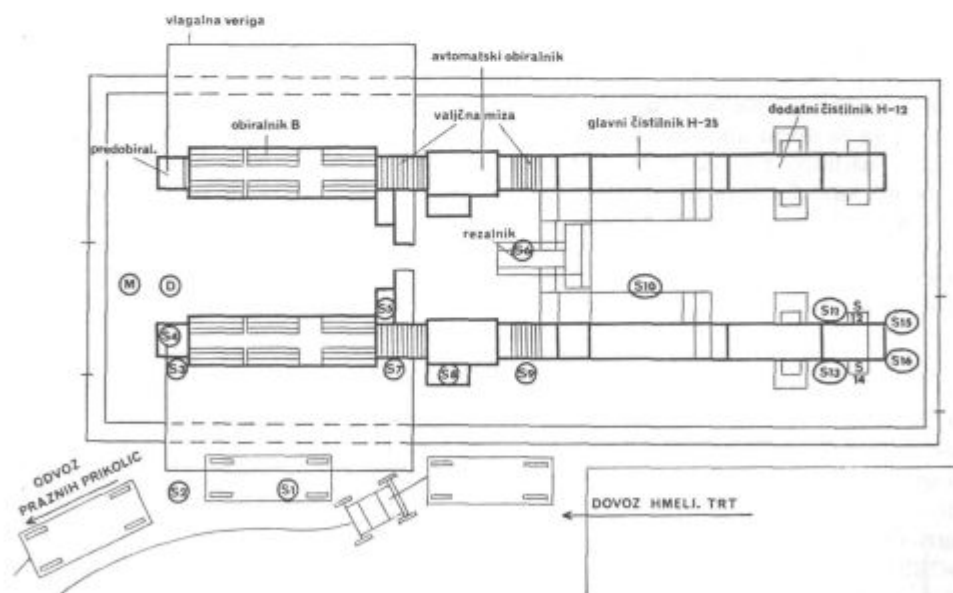 vlagalna veriga
avtomatski obiralnik
valjčna miza
glavni čistilnik H-25
dodatni čistilnik H-12
obiralnik B
predobiral.
rezalnik
S6
M
D
S10
S5
S11
S
12
S15
S4
S3
S7
S8
S9
S13
S
14
S16
ODVOZ
PRAZNIH PRIKOLIC
S2
S1
DOVOZ HMELJ. TRT